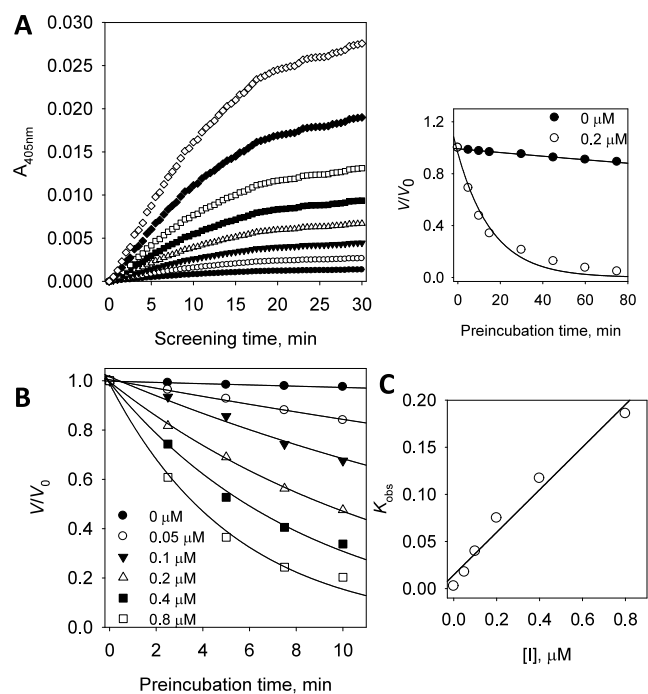 A
0.030
0.025
0.020
0.015
0.010
0.005
0.000
A405nm
0 5 10 15 20 25 30
Screening time, min
0 μM
0.2 μM
1.2
0.8
0.4
0.0
V/V0
0 20 40 60 80
Preincubation time, min
B
1.0
0.8
0.6
0.4
0.2
0.0
V/V0
0 μM
0.05 μM
0.1 μM
0.2 μM
0.4 μM
0.8 μM
0 2 4 6 8 10
Preincubation time, min
C
0.20
0.15
0.10
0.05
0.00
Kobs
0.0 0.2 0.4 0.6 0.8
[I], μM